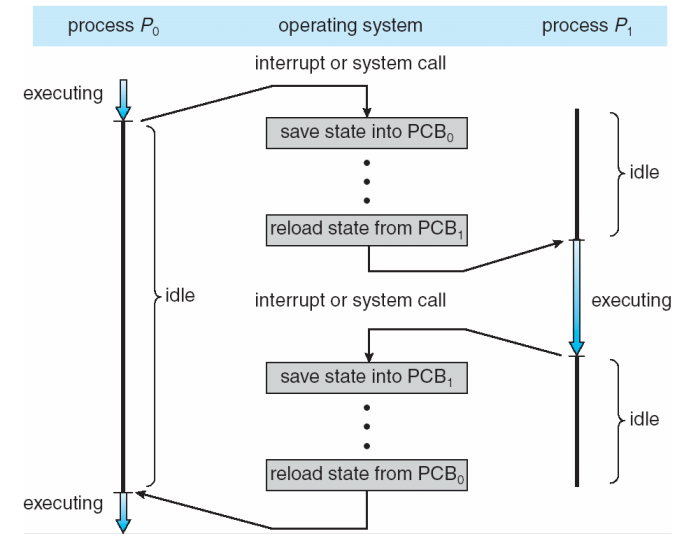 process P₀ operating system process P₁
interrupt or system call
executing
save state into PCB₀
idle
reload state from PCB₁
idle
interrupt or system call
executing
save state into PCB₁
idle
reload state from PCB₀
executing